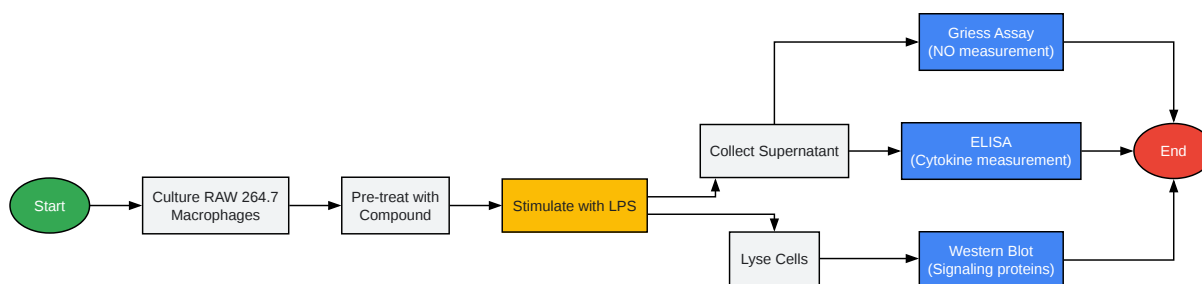 Start
Culture RAW 264.7
Macrophages
Pre-treat with
Compound
Stimulate with LPS
Collect Supernatant
Lyse Cells
Griess Assay
(NO measurement)
ELISA
(Cytokine measurement)
Western Blot
(Signaling proteins)
End